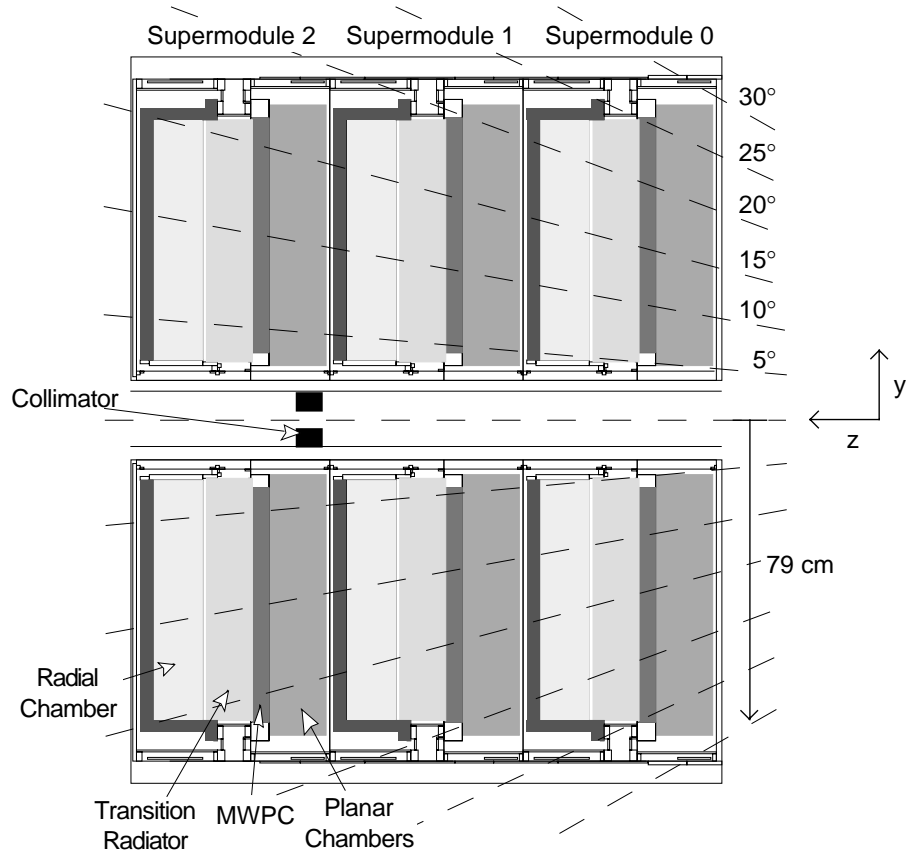 Supermodule 2
Supermodule 1
Supermodule 0
30°
25°
20°
15°
10°
5°
Collimator
y
z
79 cm
Radial
Chamber
Transition
Radiator
MWPC
Planar
Chambers